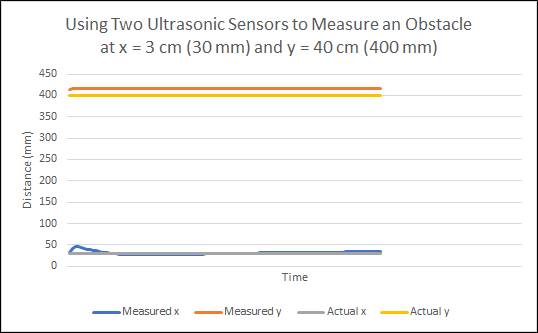 Using Two Ultrasonic Sensors to Measure an Obstacle
at x = 3 cm (30 mm) and y = 40 cm (400 mm)
450
400
350
300
250
200
150
100
50
0
Distance (mm)
Time
Measured x
Measured y
Actual x
Actual y